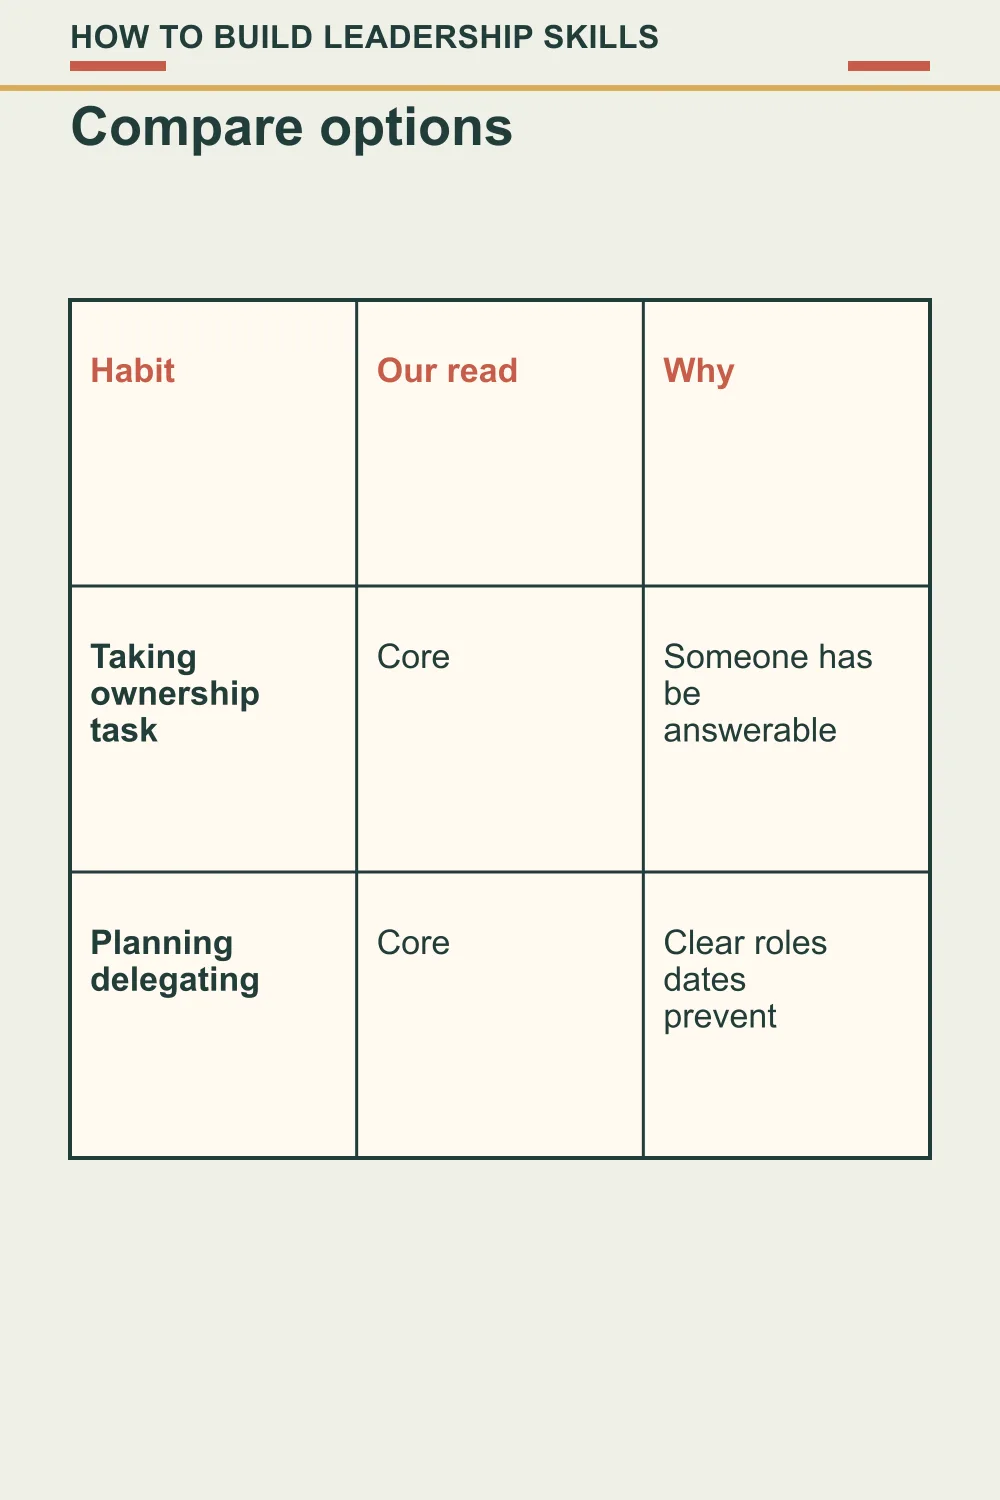 HOW TO BUILD LEADERSHIP SKILLS
Compare options
Habit
Our read
Why
Taking
ownership
task
Core
Someone has
be
answerable
Planning
delegating
Core
Clear roles
dates
prevent